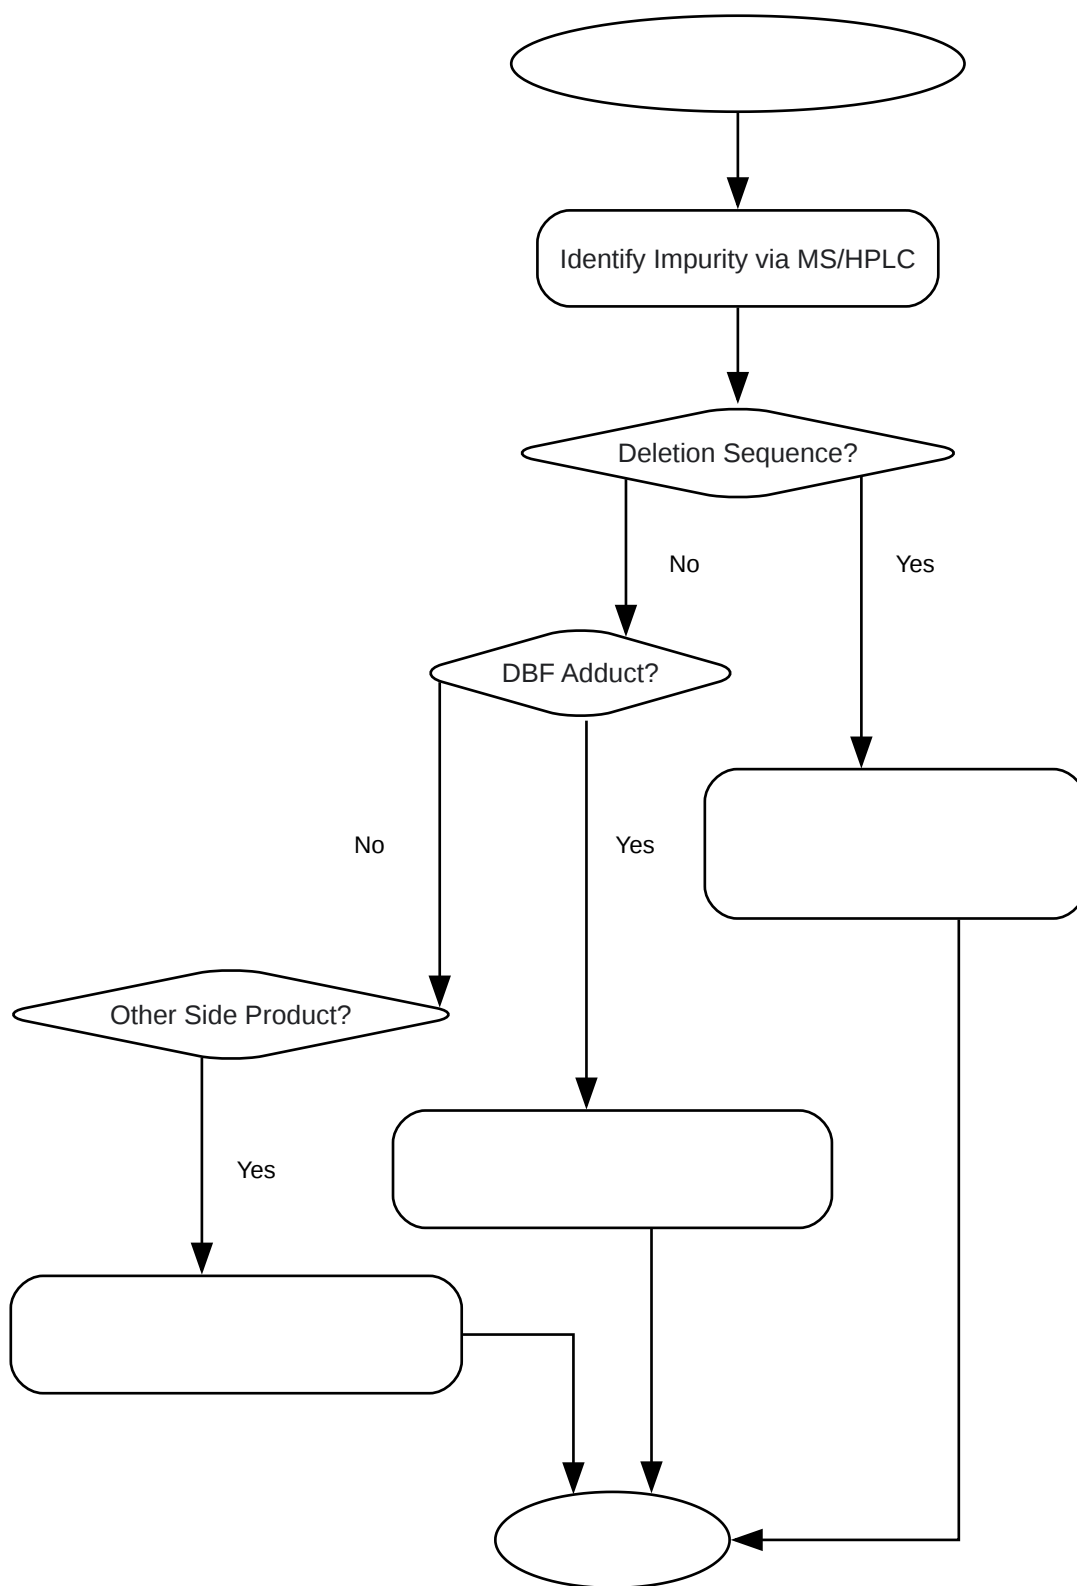 Identify Impurity via MS/HPLC
Deletion Sequence?
No
Yes
DBF Adduct?
No
Yes
Other Side Product?
Yes